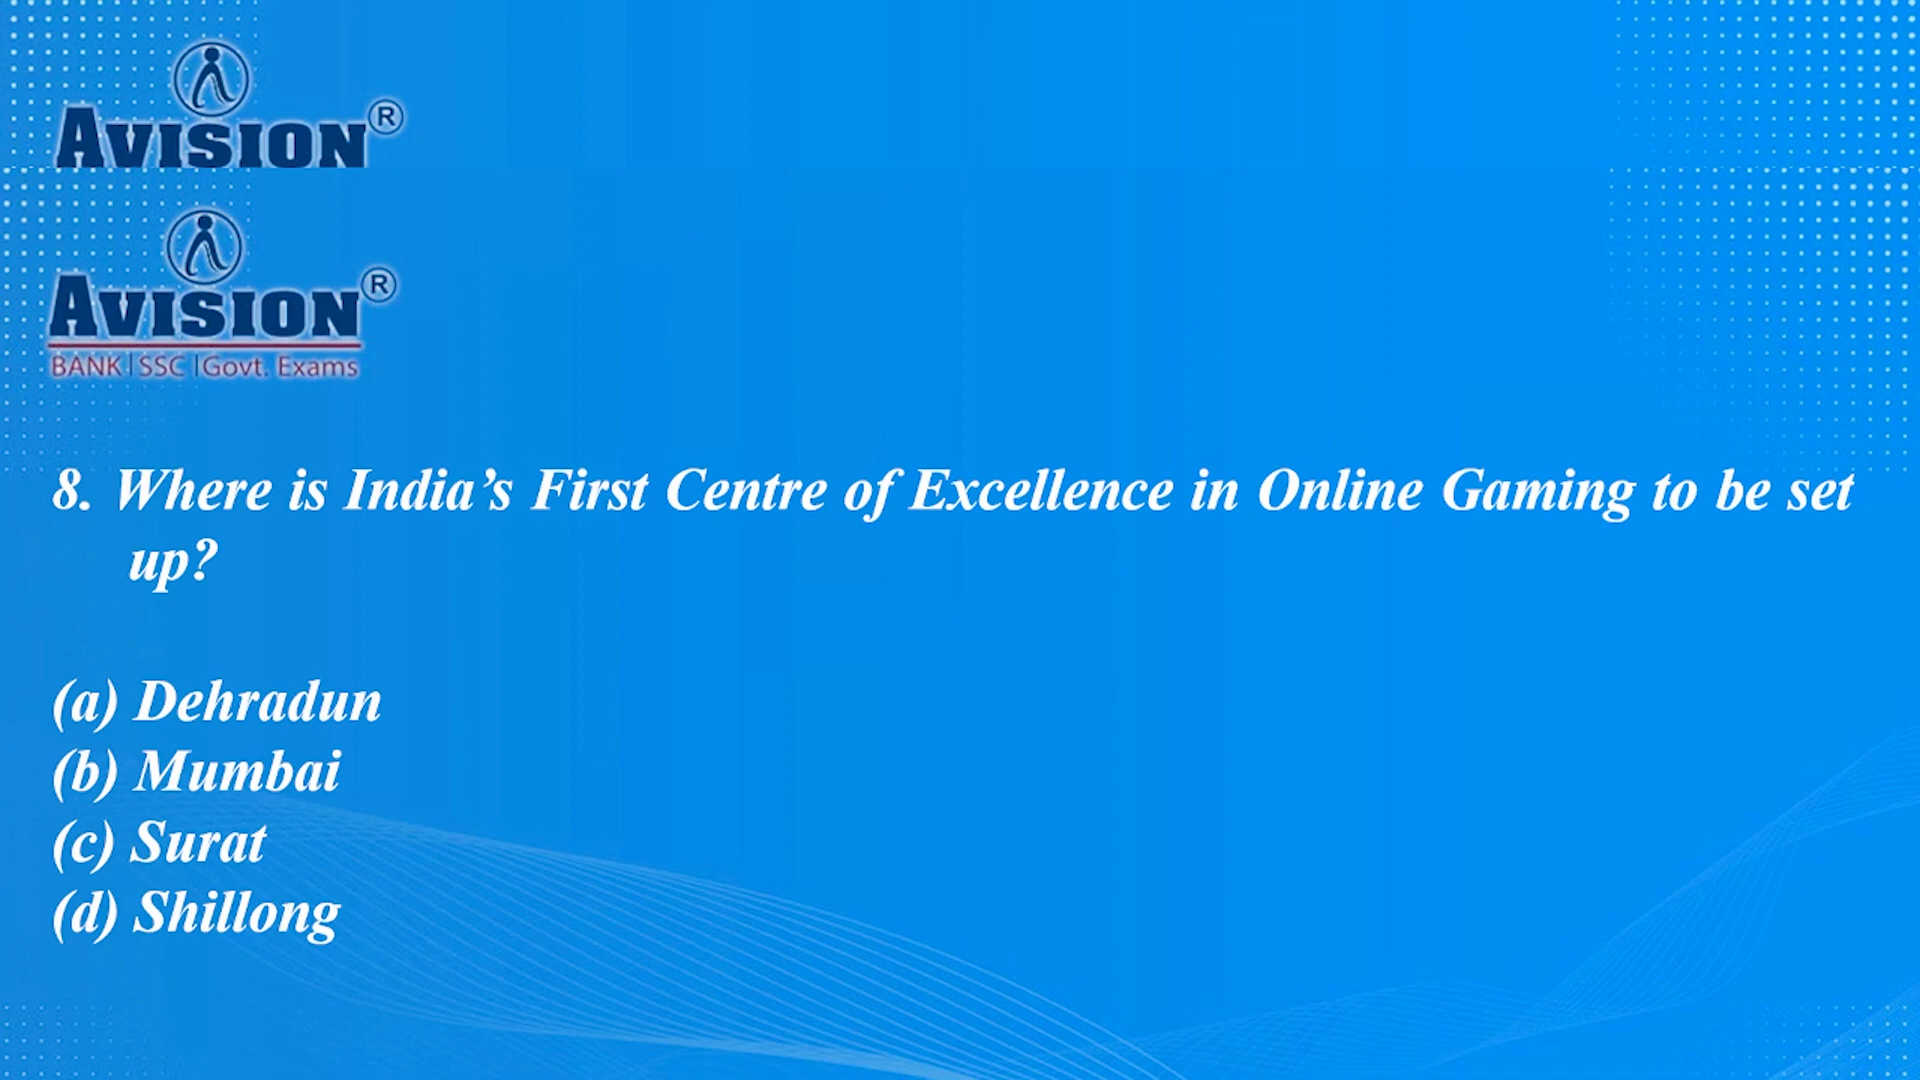 AVISION®
AVISION®
BANK | SSC | Govt. Exams
8. Where is India’s First Centre of Excellence in Online Gaming to be set
up?
(a) Dehradun
(b) Mumbai
(c) Surat
(d) Shillong